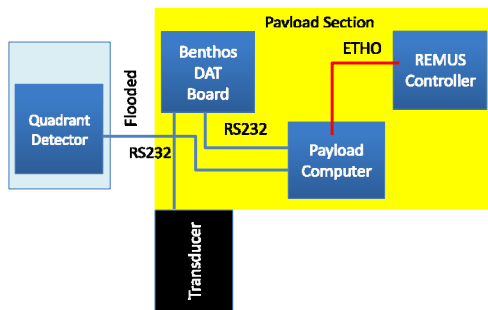 Payload Section
ETHO
Benthos
DAT
Board
REMUS
Controller
Flooded
Quadrant
Detector
RS232
RS232
Payload
Computer
Transducer